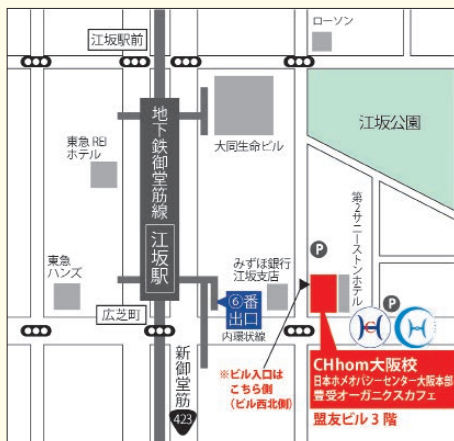 ローソン
江坂駅前
江坂公園
地下鉄御堂筋線
江坂駅
東急 REI
ホテル
大同生命ビル
第2サニーストンホテル
P
東急
ハンズ
みずほ銀行
江坂支店
P
⑥番
出口
広芝町
内環状線
新御堂筋
423
※ビル入口は
こちら側
(ビル西北側)
CHhom大阪校
日本ホメオパシーセンター大阪本部
豊受オーガニクスカフェ
盟友ビル 3 階